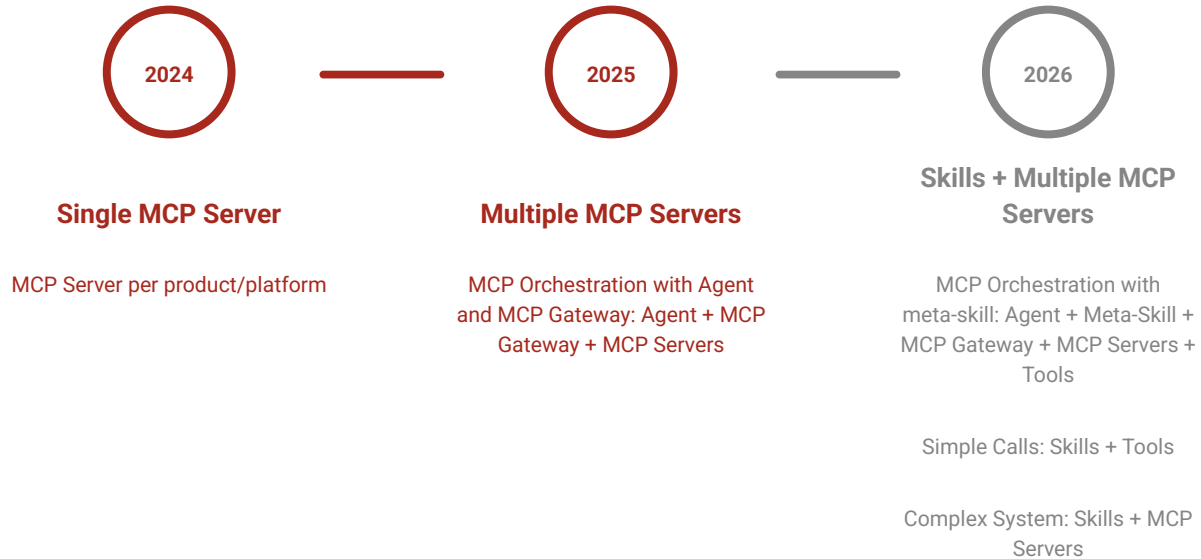 2024
2025
2026
Single MCP Server
MCP Server per product/platform
Multiple MCP Servers
MCP Orchestration with Agent
and MCP Gateway: Agent + MCP
Gateway + MCP Servers
Skills + Multiple MCP
Servers
MCP Orchestration with
meta-skill: Agent + Meta-Skill +
MCP Gateway + MCP Servers +
Tools
Simple Calls: Skills + Tools
Complex System: Skills + MCP
Servers